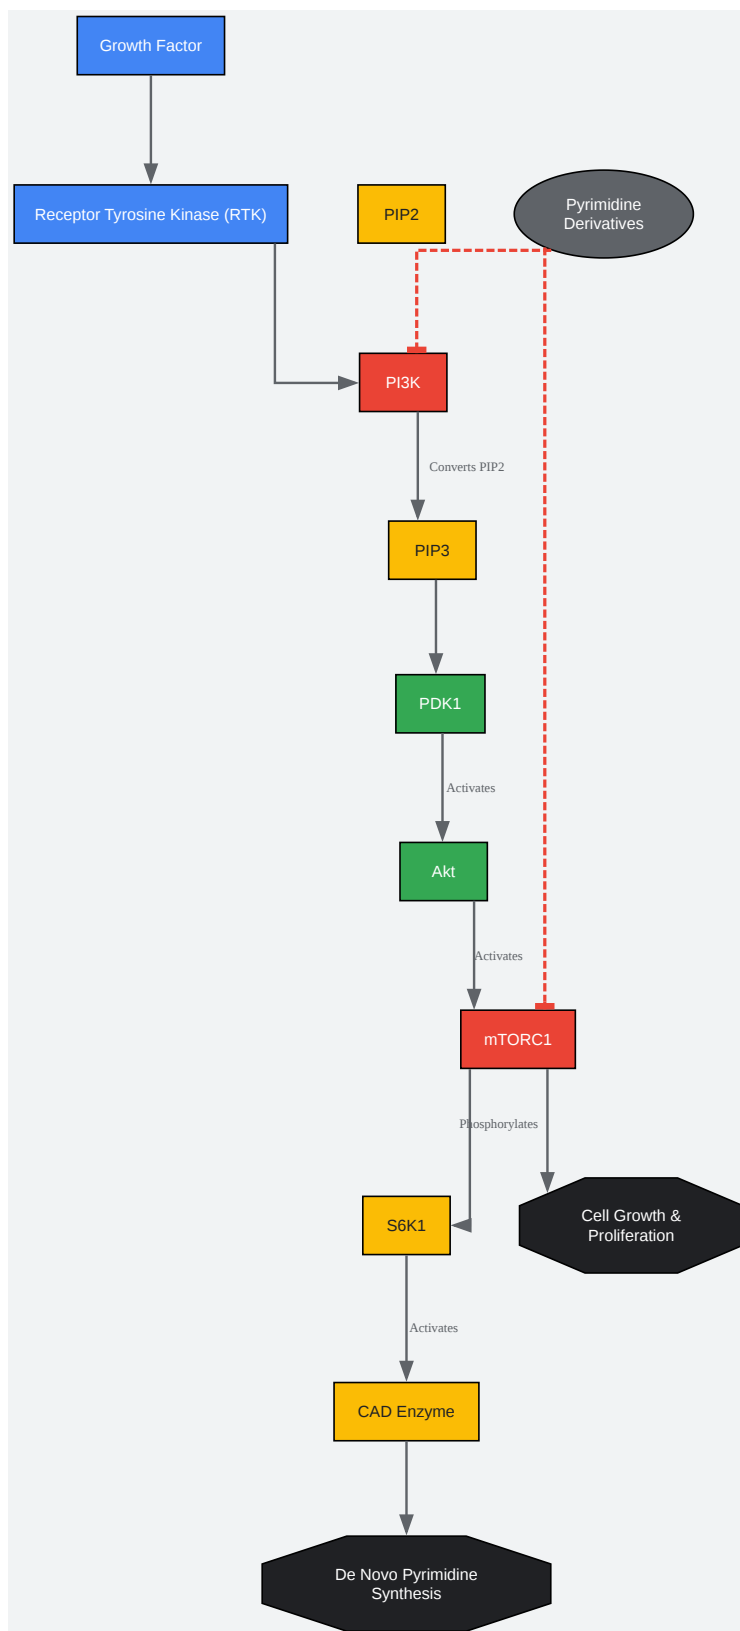 Growth Factor
Receptor Tyrosine Kinase (RTK)
PIP2
Pyrimidine
Derivatives
PI3K
Converts PIP2
PIP3
PDK1
Activates
Akt
Activates
mTORC1
Phosphorylates
S6K1
Cell Growth &
Proliferation
Activates
CAD Enzyme
De Novo Pyrimidine
Synthesis